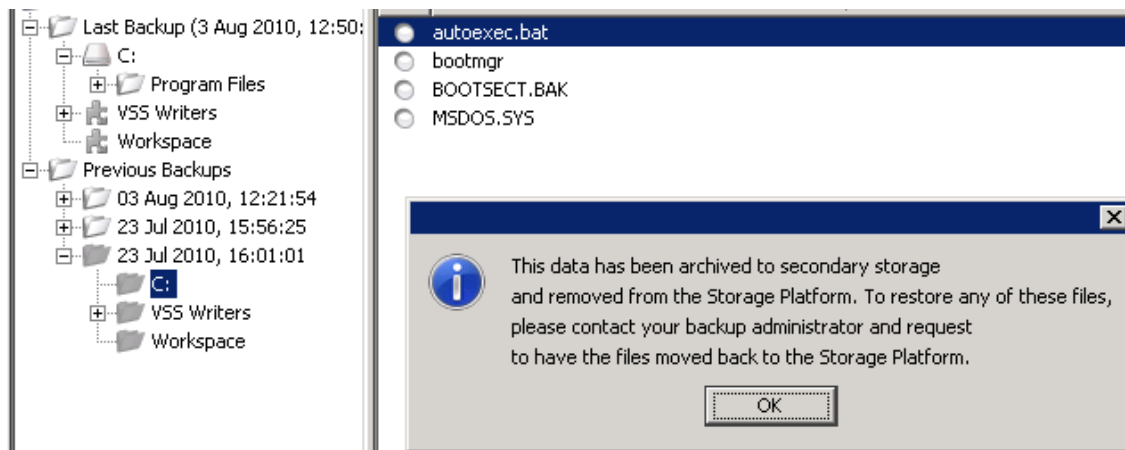 Last Backup (3 Aug 2010, 12:50:
C:
Program Files
VSS Writers
Workspace
Previous Backups
03 Aug 2010, 12:21:54
23 Jul 2010, 15:56:25
23 Jul 2010, 16:01:01
C:
VSS Writers
Workspace
autoexec.bat
bootmgr
BOOTSECT.BAK
MSDOS.SYS
This data has been archived to secondary storage
and removed from the Storage Platform. To restore any of these files,
please contact your backup administrator and request
to have the files moved back to the Storage Platform.
OK